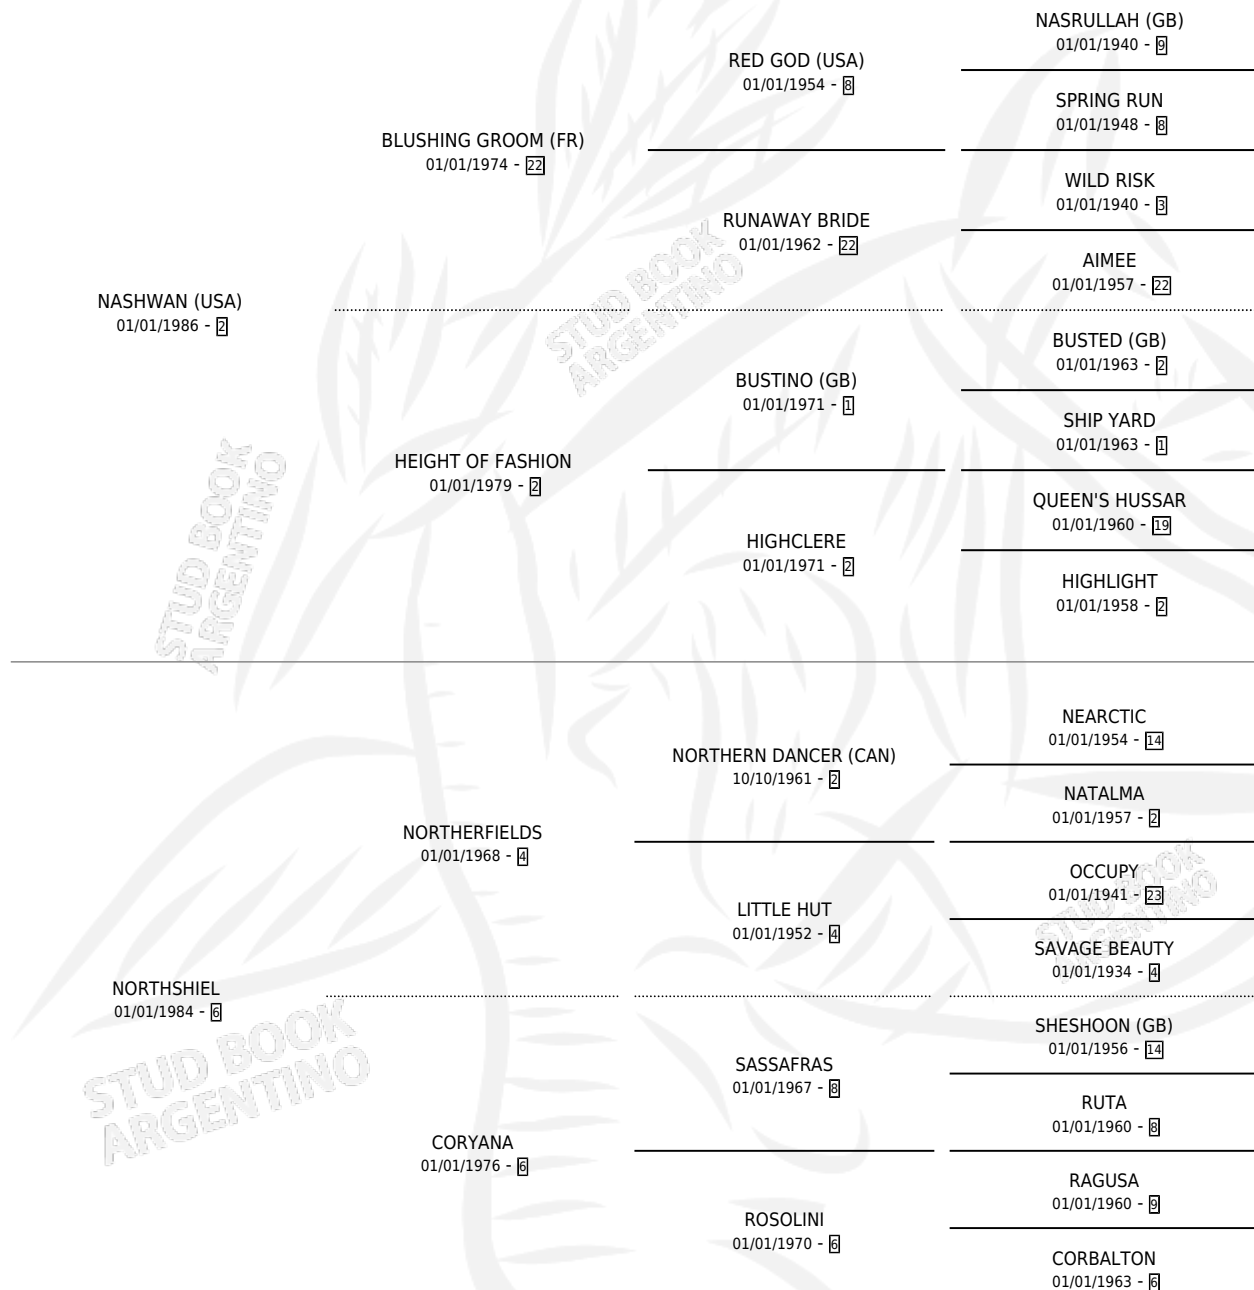 NASRULLAH (GB)
01/01/1940 - 9
RED GOD (USA)
01/01/1954 - 8
SPRING RUN
01/01/1948 - 8
BLUSHING GROOM (FR)
01/01/1974 - 22
WILD RISK
01/01/1940 - 3
RUNAWAY BRIDE
01/01/1962 - 22
AIMEE
01/01/1957 - 22
NASHWAN (USA)
01/01/1986 - 2
BUSTED (GB)
01/01/1963 - 2
BUSTINO (GB)
01/01/1971 - 1
SHIP YARD
01/01/1963 - 1
HEIGHT OF FASHION
01/01/1979 - 2
QUEEN'S HUSSAR
01/01/1960 - 19
HIGHCLERE
01/01/1971 - 2
HIGHLIGHT
01/01/1958 - 2
NEARCTIC
01/01/1954 - 14
NORTHERN DANCER (CAN)
10/10/1961 - 2
NATALMA
01/01/1957 - 2
NORTHERFIELDS
01/01/1968 - 4
OCCUPY
01/01/1941 - 23
LITTLE HUT
01/01/1952 - 4
SAVAGE BEAUTY
01/01/1934 - 4
NORTHSHIEL
01/01/1984 - 6
SHESHOON (GB)
01/01/1956 - 14
SASSAFRAS
01/01/1967 - 8
RUTA
01/01/1960 - 8
CORYANA
01/01/1976 - 6
RAGUSA
01/01/1960 - 9
ROSOLINI
01/01/1970 - 6
CORBALTON
01/01/1963 - 6
STUD BOOK
ARGENTINO
STUD BOOK
ARGENTINO
STUD BOOK
ARGENTINO
STUD BOOK
ARGENTINO